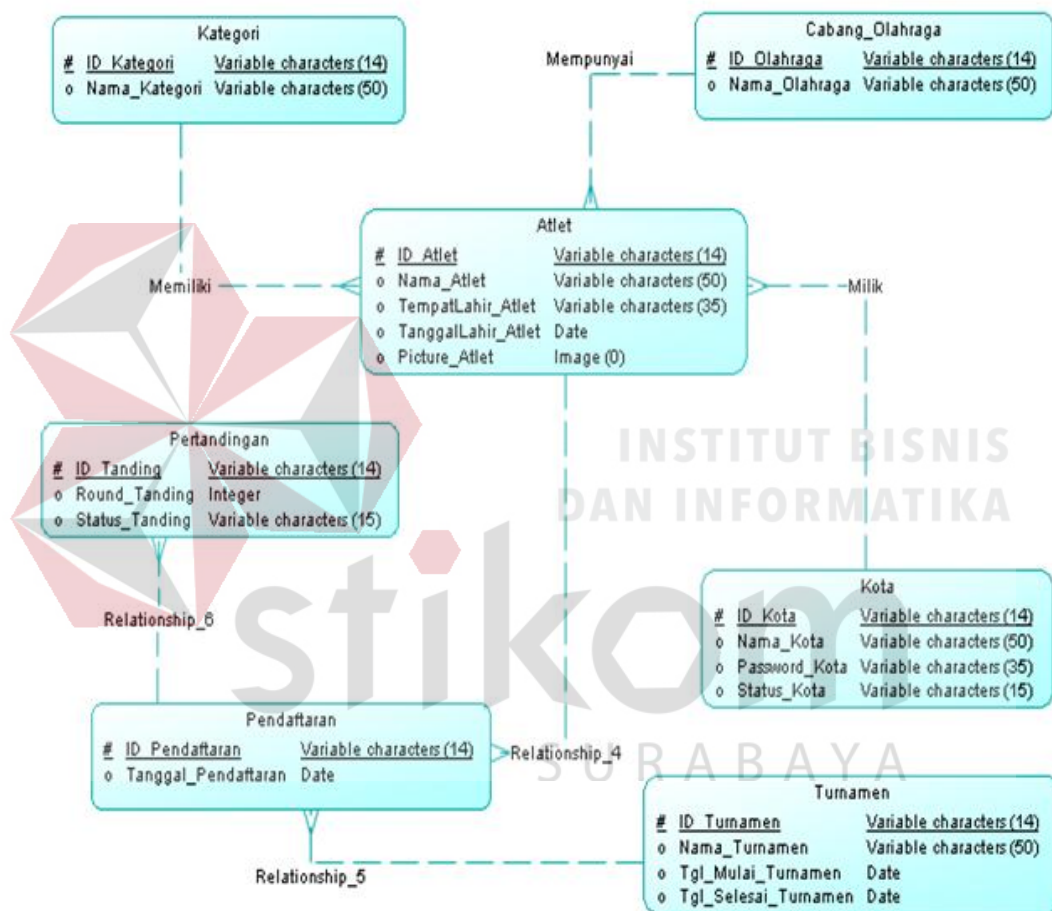 Kategori
# ID_Kategori Variable characters (14)
o Nama_Kategori Variable characters (50)
Cabang_Olahraga
# ID_Olahraga Variable characters (14)
o Nama_Olahraga Variable characters (50)
Mempunyai
Atlet
# ID_Atlet Variable characters (14)
o Nama_Atlet Variable characters (50)
o TempatLahir_Atlet Variable characters (35)
o TanggalLahir_Atlet Date
o Picture_Atlet Image (0)
Memiliki
Milik
Pertandingan
# ID_Tanding Variable characters (14)
o Round_Tanding Integer
o Status_Tanding Variable characters (15)
INSTITUT BISNIS
DAN INFORMATIKA
stikom
SURABAYA
Relationship_6
Kota
# ID_Kota Variable characters (14)
o Nama_Kota Variable characters (50)
o Password_Kota Variable characters (35)
o Status_Kota Variable characters (15)
Pendaftaran
# ID_Pendaftaran Variable characters (14)
o Tanggal_Pendaftaran Date
Relationship_4
Turnamen
# ID_Turnamen Variable characters (14)
o Nama_Turnamen Variable characters (50)
o Tgl_Mulai_Turnamen Date
o Tgl_Selesai_Turnamen Date
Relationship_5